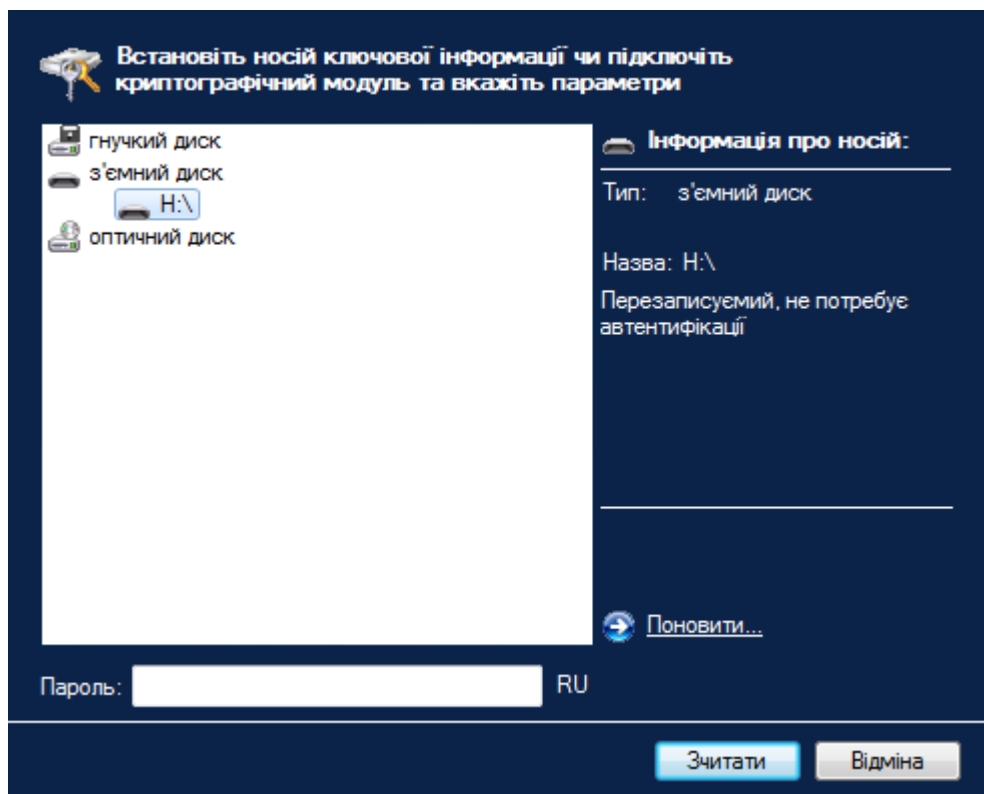 Встановіть носій ключової інформації чи підключіть
криптографічний модуль та вкажіть параметри
гнучкий диск
з'ємний диск
H:\
оптичний диск
Інформація про носій:
Тип: з'ємний диск
Назва: H:\
Перезаписуємий, не потребує
автентифікації
Поновити...
Пароль: RU
Зчитати Відміна